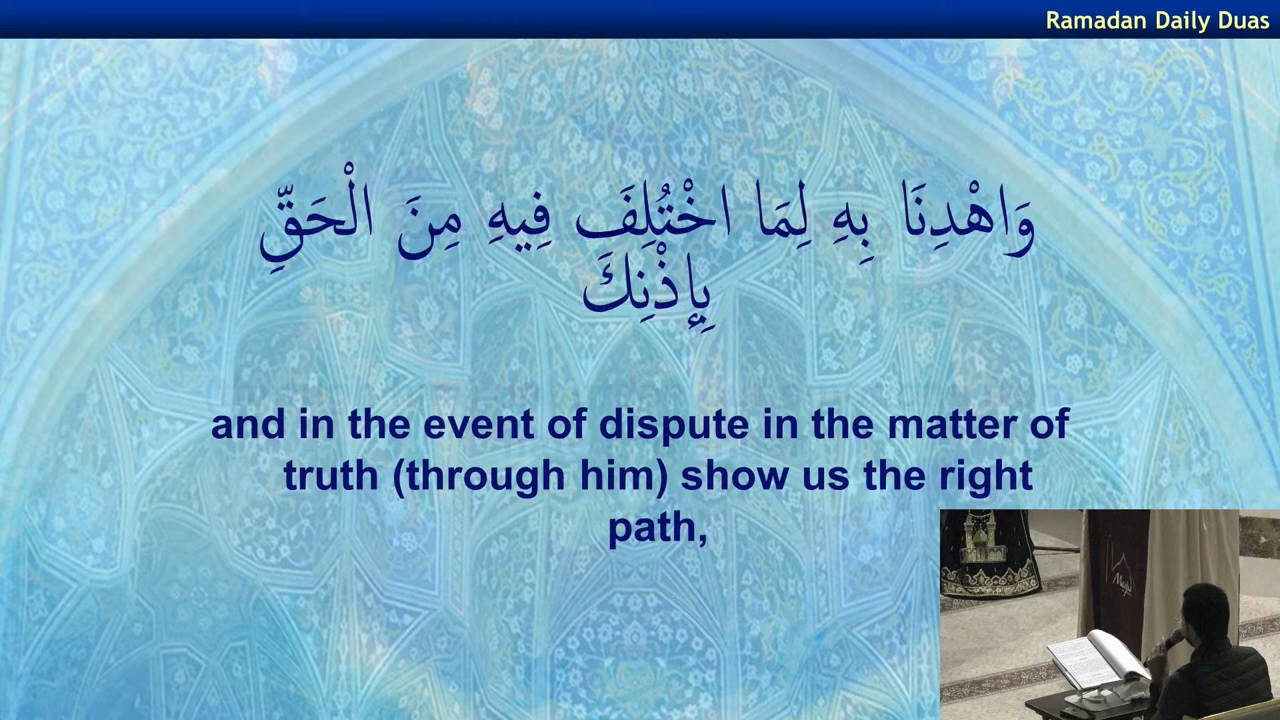 Ramadan Daily Duas
وَاهْدِنَا بِهِ لِمَا اخْتُلِفَ فِيهِ مِنَ الْحَقِّ
بِإِذْنِكَ
and in the event of dispute in the matter of
truth (through him) show us the right
path,